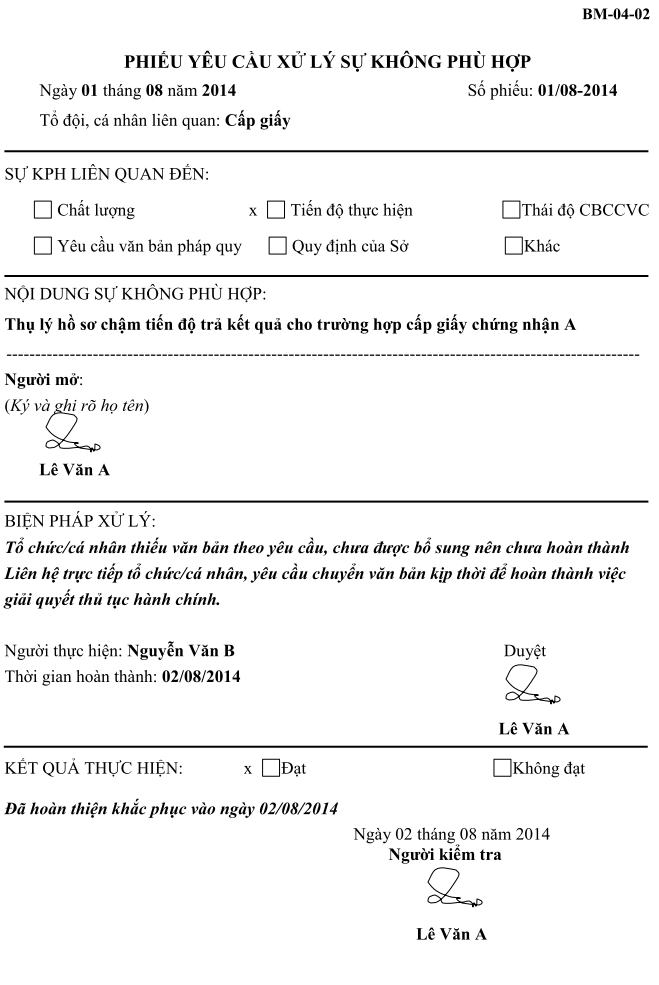 BM-04-02
PHIẾU YÊU CẦU XỬ LÝ SỰ KHÔNG PHÙ HỢP
Ngày 01 tháng 08 năm 2014 Số phiếu: 01/08-2014
Tổ đội, cá nhân liên quan: Cấp giấy
SỰ KPH LIÊN QUAN ĐẾN:
☐ Chất lượng x ☐ Tiến độ thực hiện ☐ Thái độ CBCCVC
☐ Yêu cầu văn bản pháp quy ☐ Quy định của Sở ☐ Khác
NỘI DUNG SỰ KHÔNG PHÙ HỢP:
Thụ lý hồ sơ chậm tiến độ trả kết quả cho trường hợp cấp giấy chứng nhận A
Người mở:
(Ký và ghi rõ họ tên)
Lê Văn A
BIỆN PHÁP XỬ LÝ:
Tổ chức/cá nhân thiếu văn bản theo yêu cầu, chưa được bổ sung nên chưa hoàn thành
Liên hệ trực tiếp tổ chức/cá nhân, yêu cầu chuyển văn bản kịp thời để hoàn thành việc
giải quyết thủ tục hành chính.
Người thực hiện: Nguyễn Văn B Duyệt
Thời gian hoàn thành: 02/08/2014
Lê Văn A
KẾT QUẢ THỰC HIỆN: x ☐ Đạt ☐ Không đạt
Đã hoàn thiện khắc phục vào ngày 02/08/2014
Ngày 02 tháng 08 năm 2014
Người kiểm tra
Lê Văn A